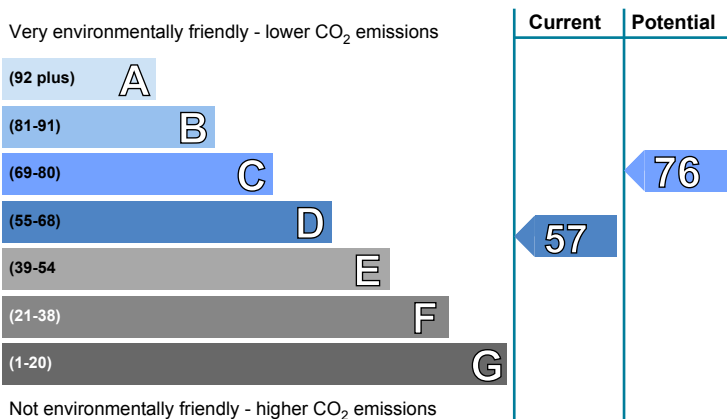 Very environmentally friendly - lower CO2 emissions
Current
Potential
(92 plus) A
(81-91) B
(69-80) C
76
(55-68) D
57
(39-54 E
(21-38) F
(1-20) G
Not environmentally friendly - higher CO2 emissions